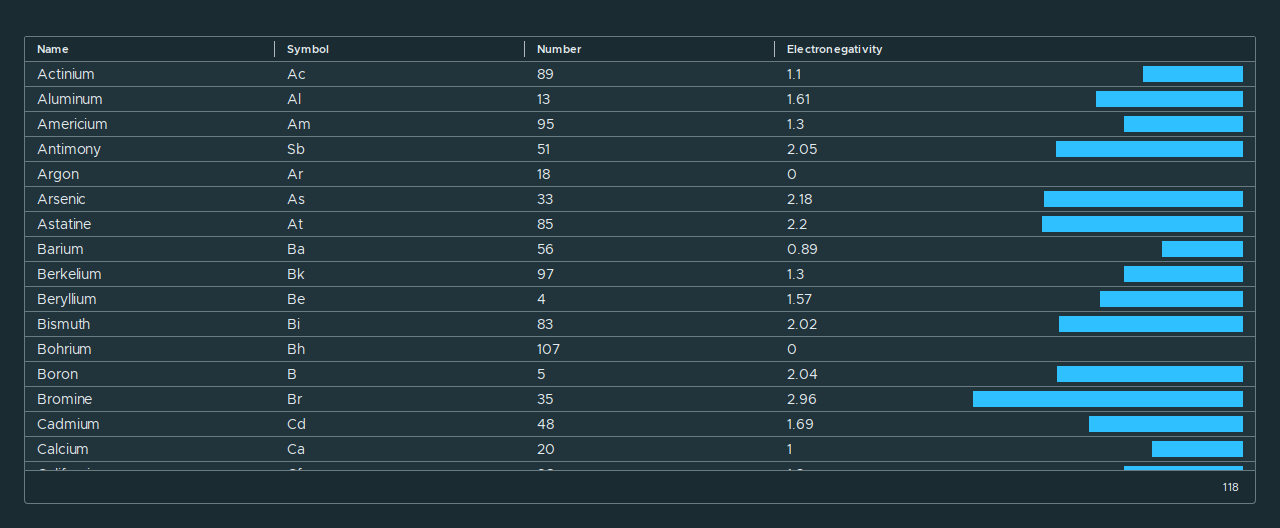 Name Symbol Number Electronegativity
Actinium Ac 89 1.1
Aluminum Al 13 1.61
Americium Am 95 1.3
Antimony Sb 51 2.05
Argon Ar 18 0
Arsenic As 33 2.18
Astatine At 85 2.2
Barium Ba 56 0.89
Berkelium Bk 97 1.3
Beryllium Be 4 1.57
Bismuth Bi 83 2.02
Bohrium Bh 107 0
Boron B 5 2.04
Bromine Br 35 2.96
Cadmium Cd 48 1.69
Calcium Ca 20 1
118